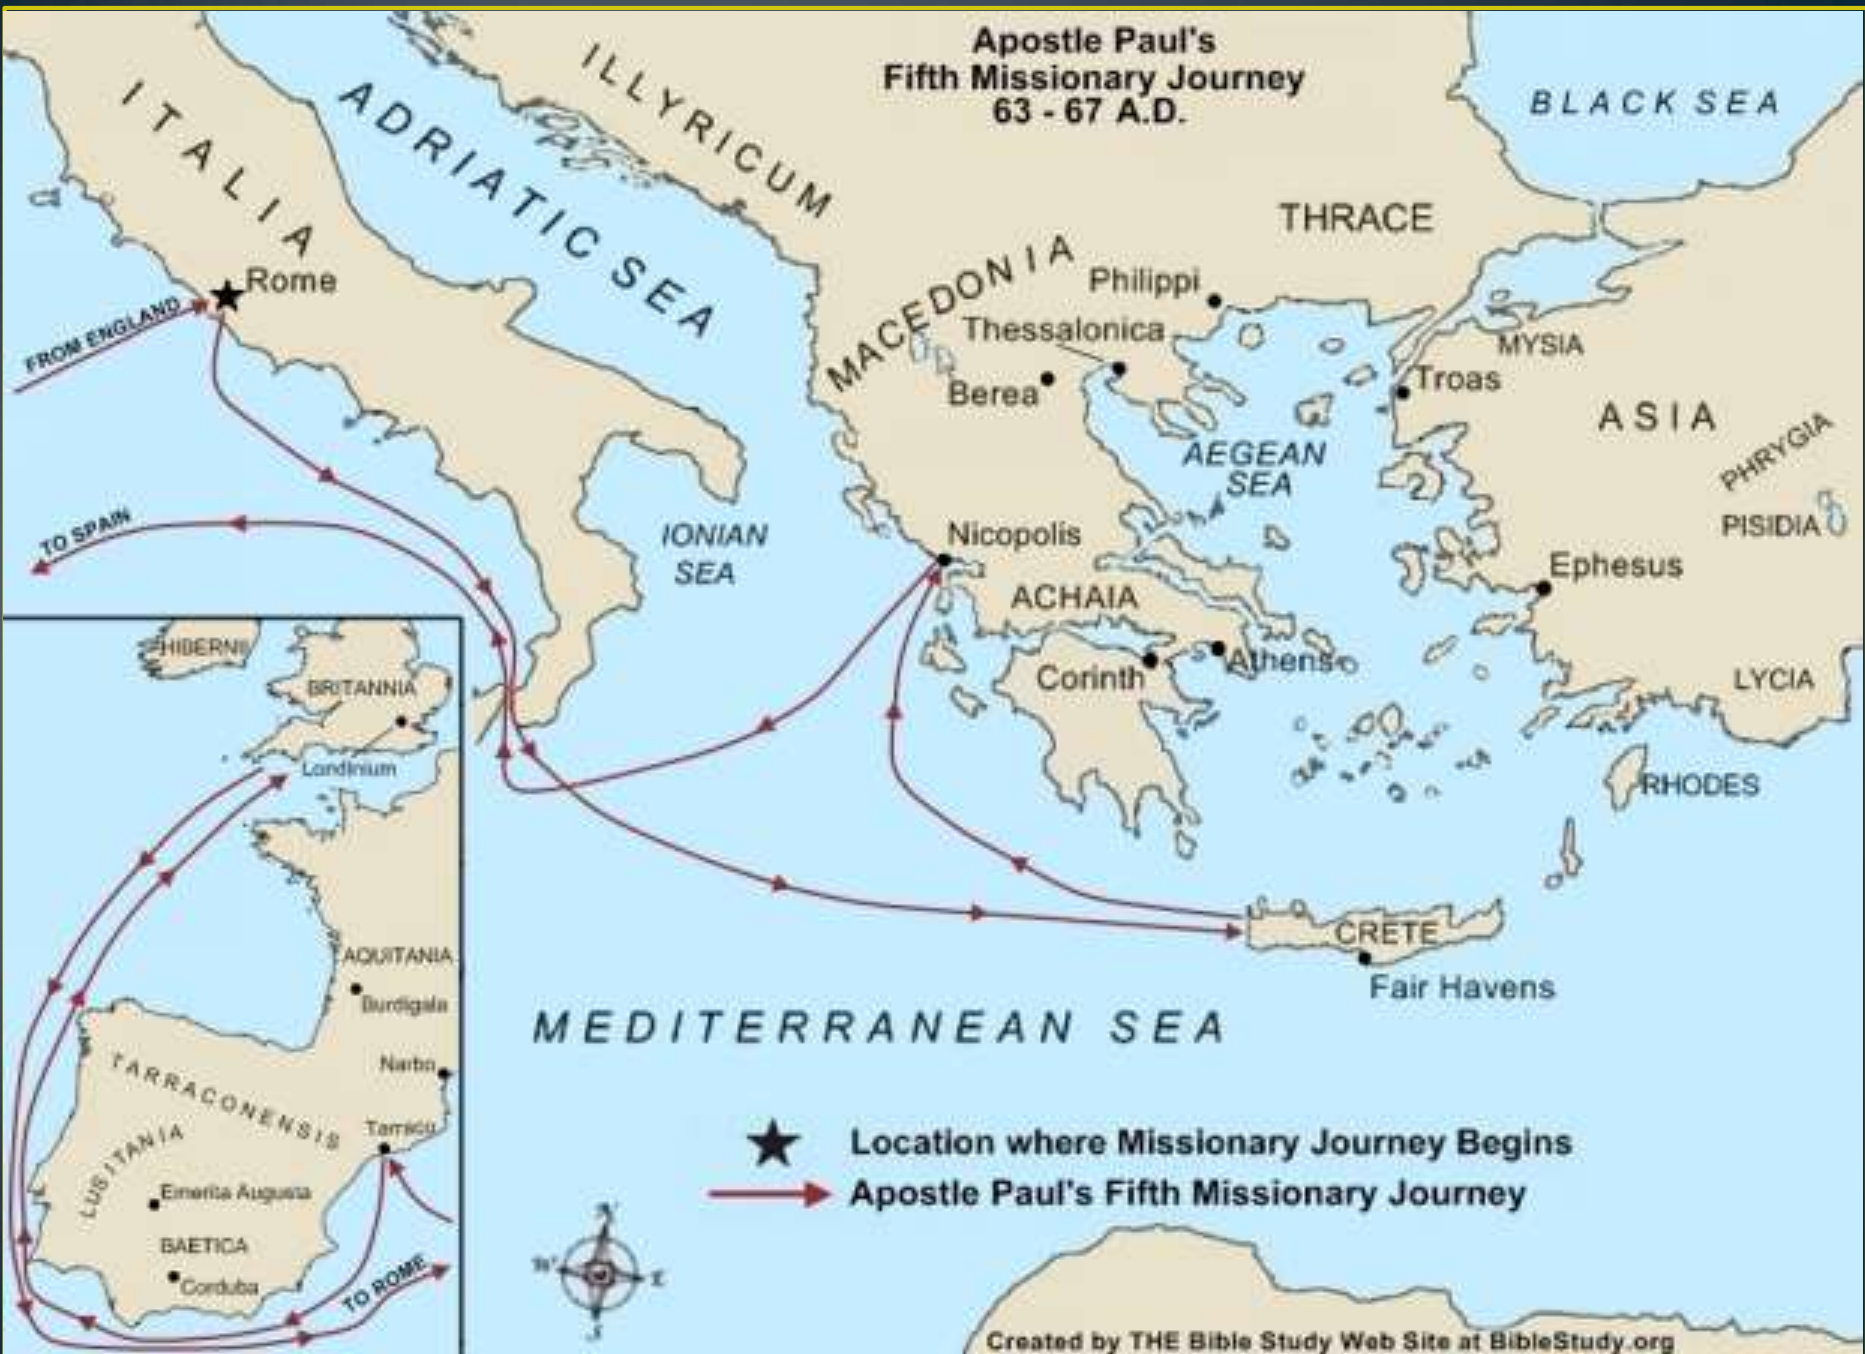 Apostle Paul's
Fifth Missionary Journey
63 - 67 A.D.
ILLYRICUM
BLACK SEA
ITALIA
ADRIATIC SEA
THRACE
MACEDONIA
Philippi
Rome
FROM ENGLAND
Thessalonica
MYSIA
Berea
Troas
ASIA
PHRYGIA
AEGEAN
SEA
TO SPAIN
IONIAN
SEA
Nicopolis
PISIDIA
Ephesus
ACHAIA
HIBERNII
Athens
Corinth
LYCIA
BRITANNIA
Londinium
RHODES
CRETE
AQUITANIA
Fair Havens
Burdigala
MEDITERRANEAN SEA
Narbo
TARRACONENSIS
LUSITANIA
Emerita Augusta
BAETICA
Corduba
TO ROME
Location where Missionary Journey Begins
Apostle Paul's Fifth Missionary Journey
N
W
E
S
Created by THE Bible Study Web Site at BibleStudy.org